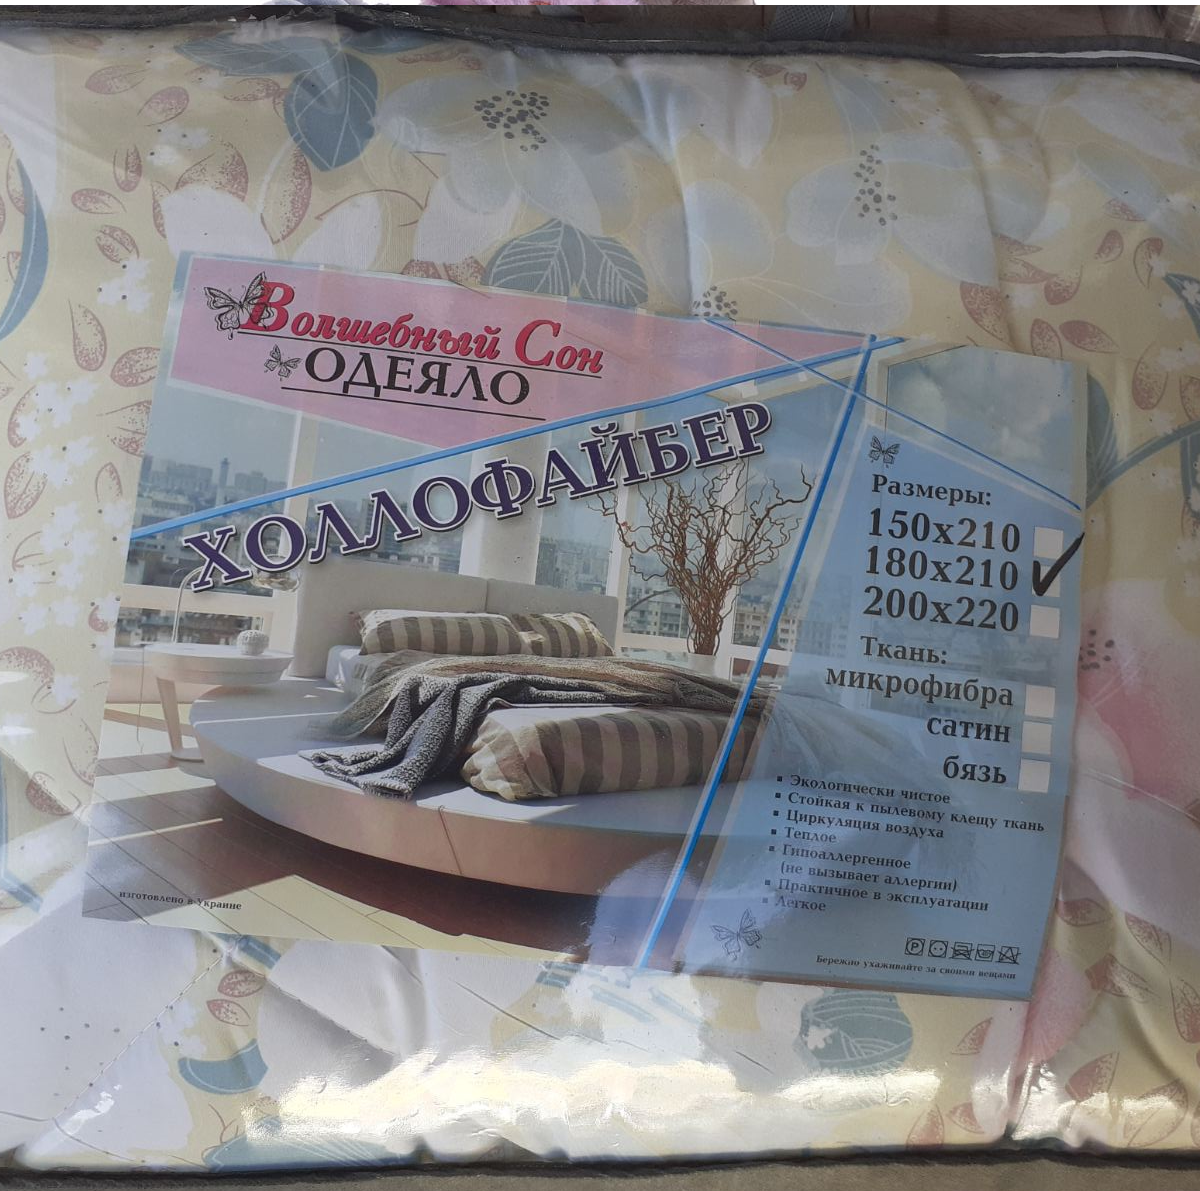 Волшебный Сон
ОДЕЯЛО
ХОЛЛОФАЙБЕР
Размеры:
150х210
180х210
200х220
Ткань:
микрофибра
сатин
бязь
▪ Экологически чистое
▪ Стойкая к пылевому клещу ткань
▪ Циркуляция воздуха
▪ Теплое
▪ Гипоаллергенное
(не вызывает аллергии)
▪ Практичное в эксплуатации
▪ Легкое
P
Бережно ухаживайте за своими вещами
изготовлено в Украине